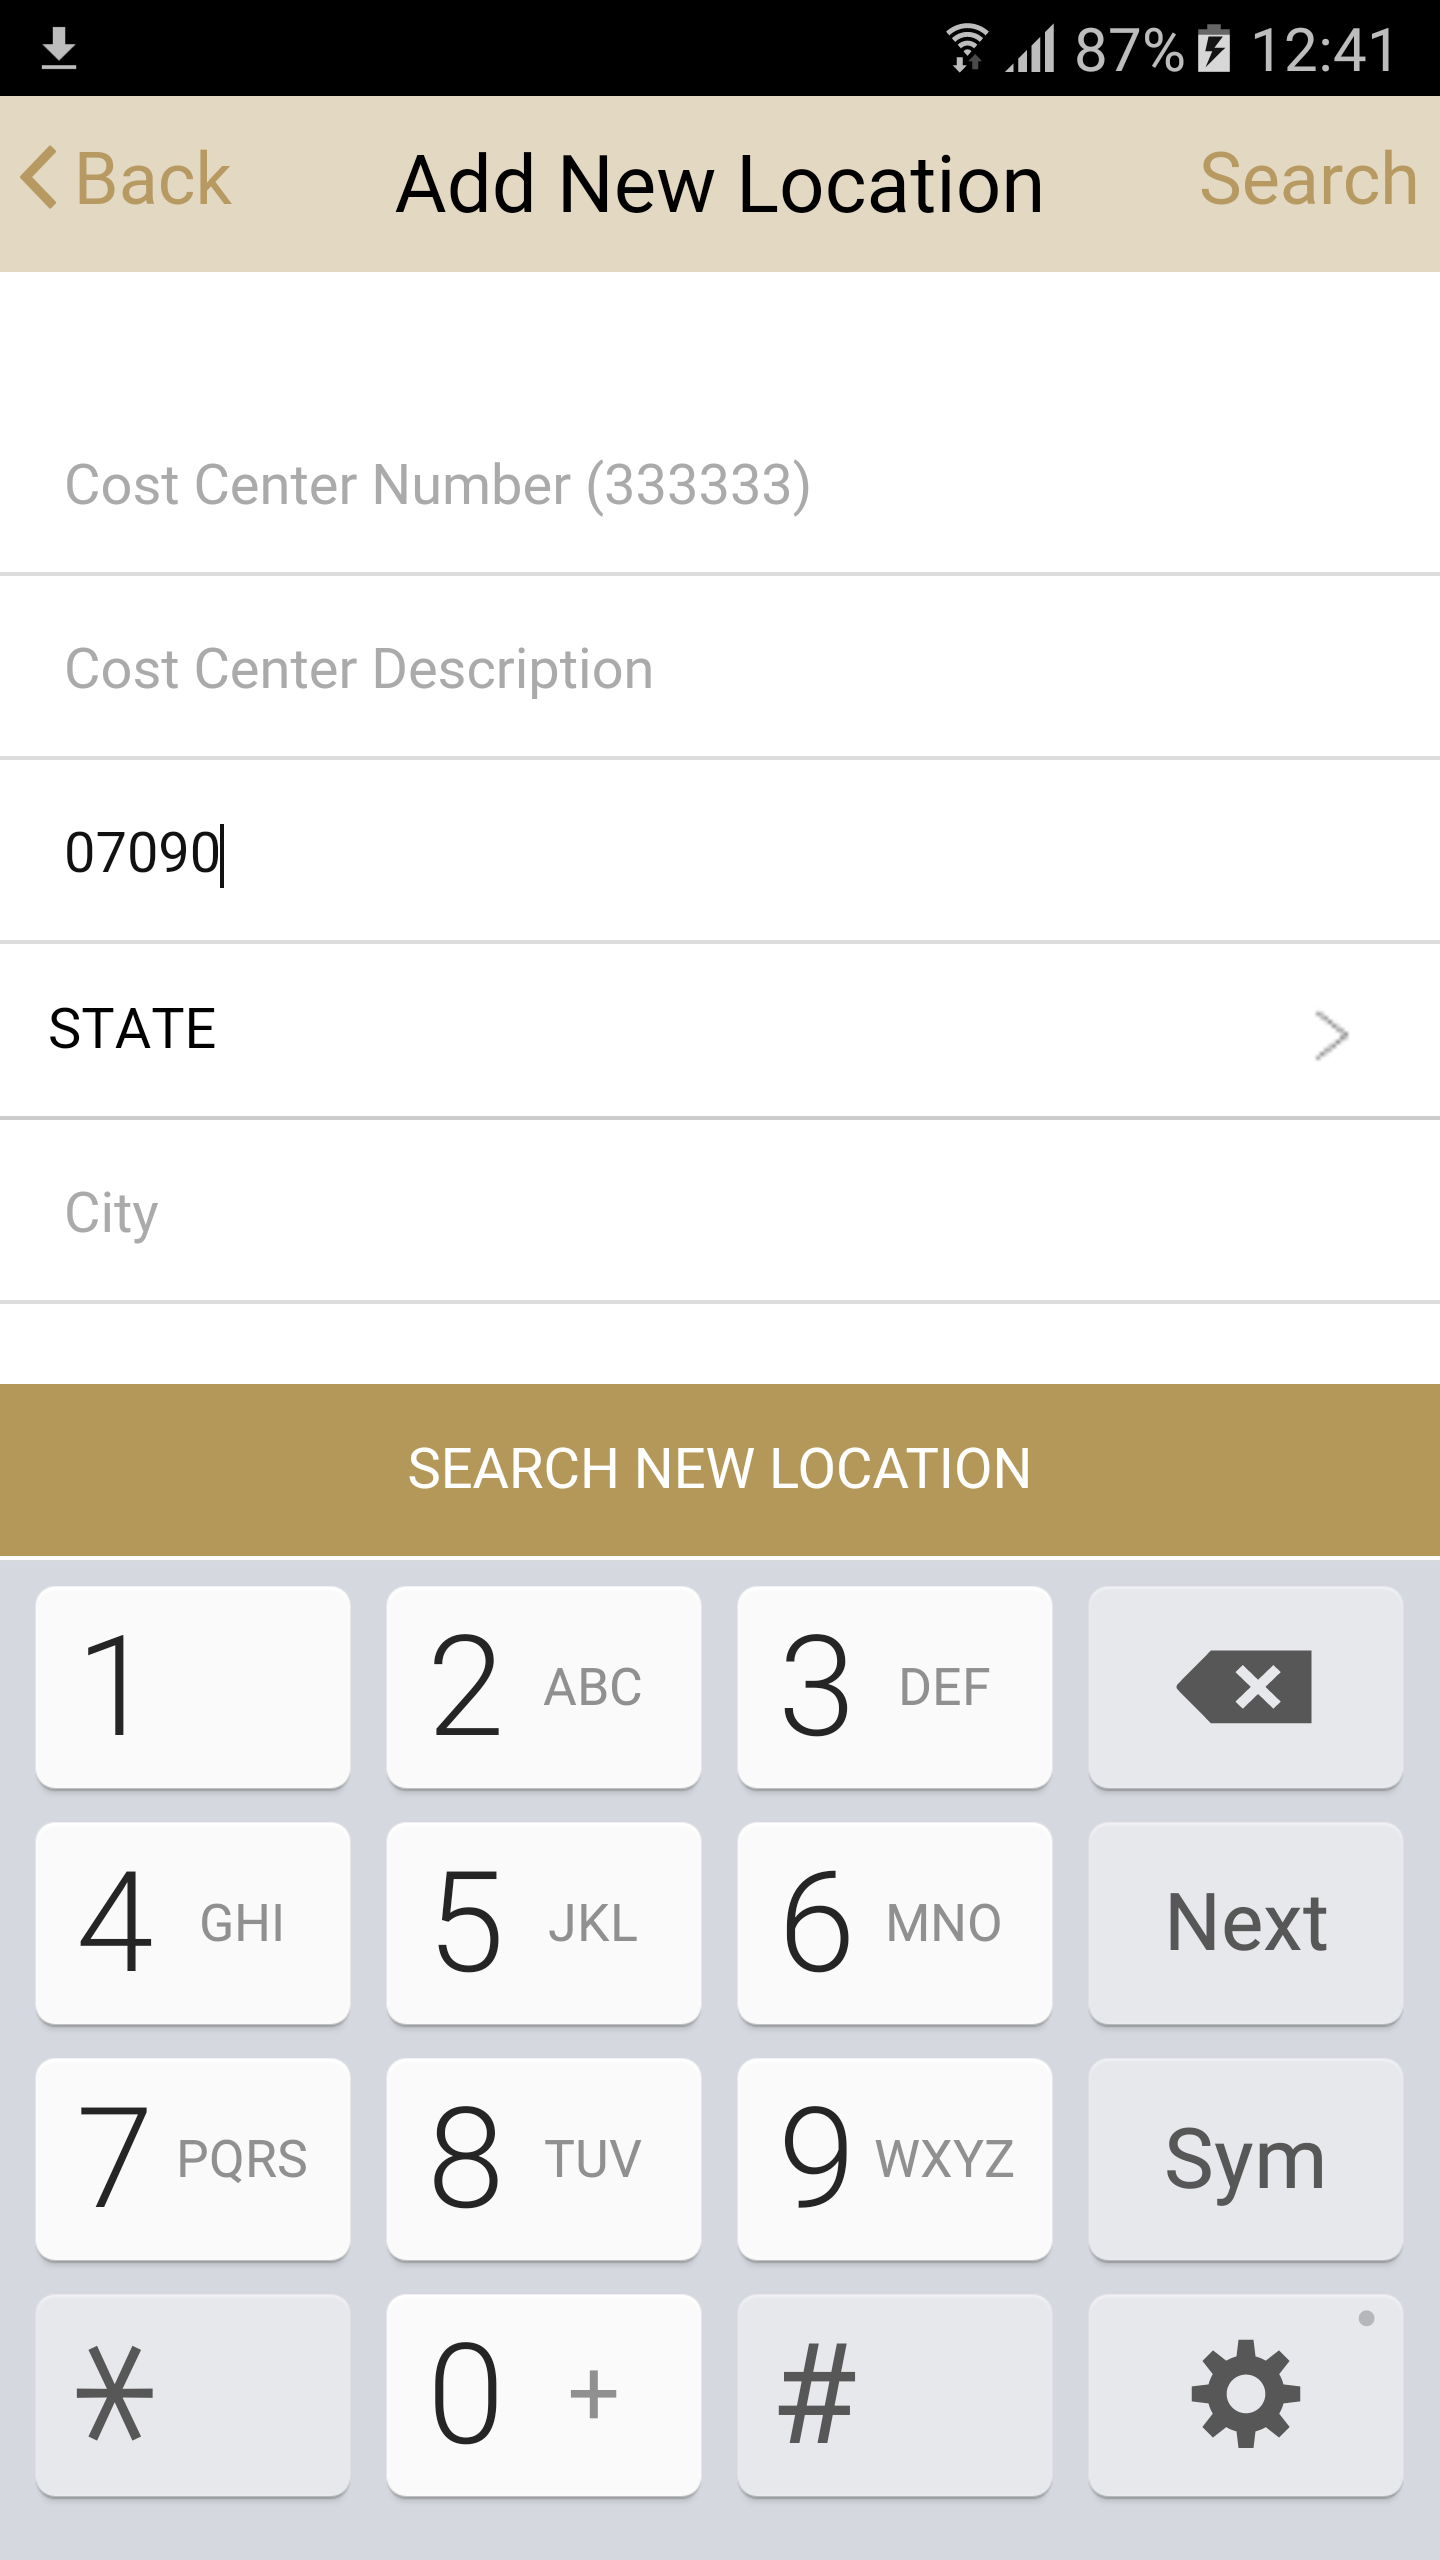 87% 12:41
Back Add New Location Search
Cost Center Number (333333)
Cost Center Description
07090
STATE
City
SEARCH NEW LOCATION
1 2 ABC 3 DEF
4 GHI 5 JKL 6 MNO Next
7 PQRS 8 TUV 9 WXYZ Sym
* 0 + #